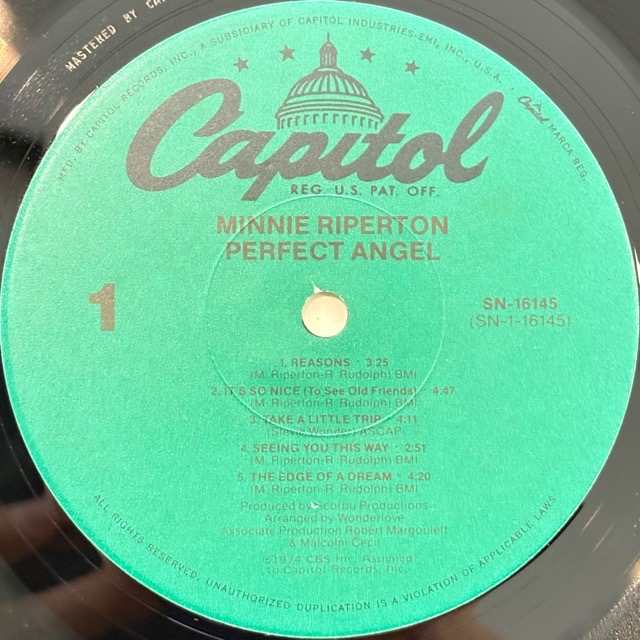 MASTERED BY CA
MFD. BY CAPITOL RECORDS, INC., A SUBSIDIARY OF CAPITOL INDUSTRIES-EMI, INC., U.S.A. · Capitol MARCA REG.
Capitol
REG. U.S. PAT. OFF.
MINNIE RIPERTON
PERFECT ANGEL
1
SN-16145
(SN-1-16145)
1. REASONS · 3:25
(M. Riperton-R. Rudolph) BMI
2. IT'S SO NICE (To See Old Friends) · 4:47
(M. Riperton-R. Rudolph) BMI
3. TAKE A LITTLE TRIP · 4:11
(Stevie Wonder) ASCAP
4. SEEING YOU THIS WAY · 2:51
(M. Riperton-R. Rudolph) BMI
5. THE EDGE OF A DREAM · 4:20
(M. Riperton-R. Rudolph) BMI
Produced by Scorbu Productions
Arranged by Wonderlove
Associate Production Robert Margouleff
& Malcolm Cecil
℗1974 CBS Inc. Assigned
to Capitol Records, Inc.
ALL RIGHTS RESERVED. UNAUTHORIZED DUPLICATION IS A VIOLATION OF APPLICABLE LAWS.